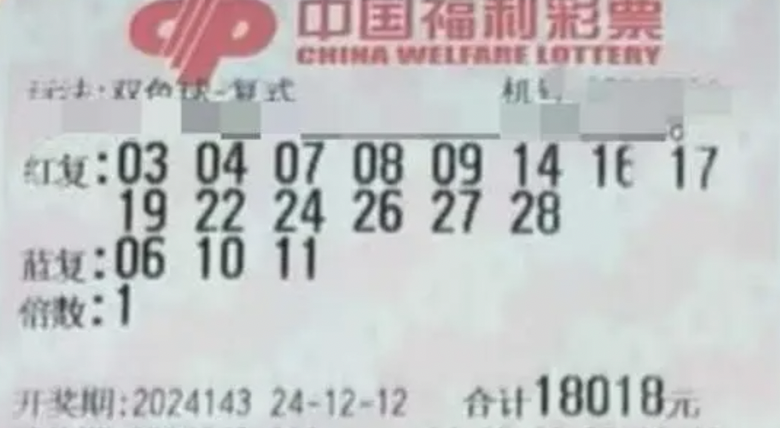 中国福利彩票
CHINA WELFARE LOTTERY
玩法:双色球-复式 机号
红复:03 04 07 08 09 14 16 17
19 22 24 26 27 28
蓝复:06 10 11
倍数:1
开奖期:2024143 24-12-12 合计18018元